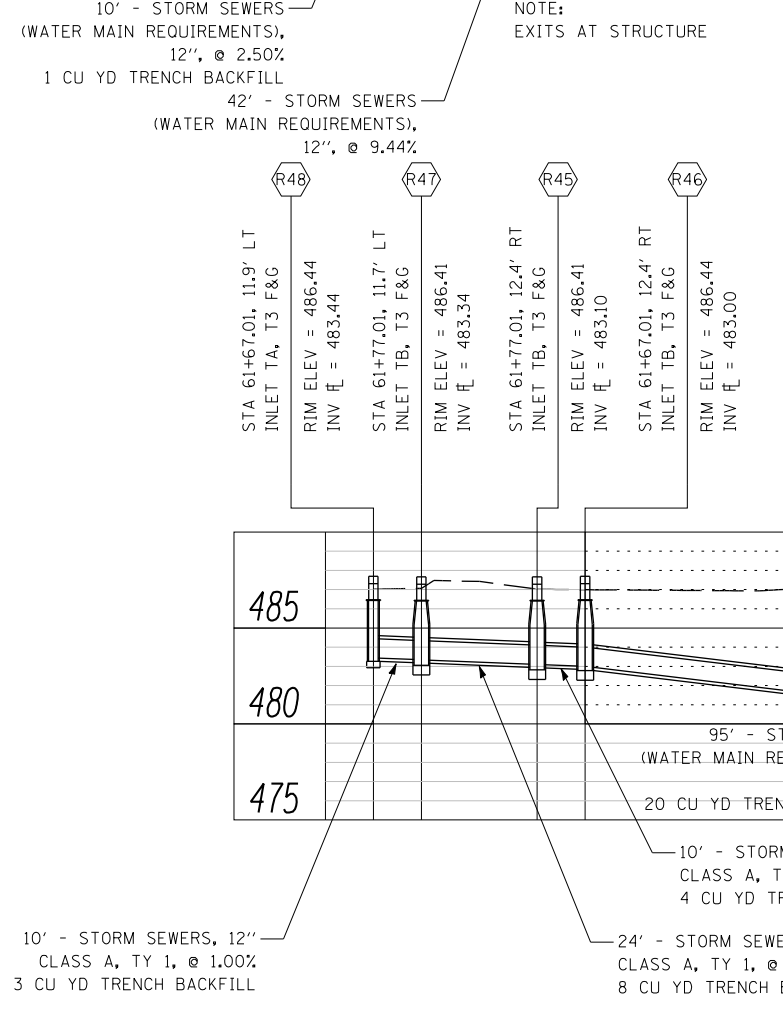 10' - STORM SEWERS
(WATER MAIN REQUIREMENTS),
12'', @ 2.50%
1 CU YD TRENCH BACKFILL
NOTE:
EXITS AT STRUCTURE
42' - STORM SEWERS
(WATER MAIN REQUIREMENTS),
12'', @ 9.44%
R48
R47
R45
R46
STA 61+67.01, 11.9' LT
INLET TA, T3 F&G
RIM ELEV = 486.44
INV ℄ = 483.44
STA 61+77.01, 11.7' LT
INLET TB, T3 F&G
RIM ELEV = 486.41
INV ℄ = 483.34
STA 61+77.01, 12.4' RT
INLET TB, T3 F&G
RIM ELEV = 486.41
INV ℄ = 483.10
STA 61+67.01, 12.4' RT
INLET TB, T3 F&G
RIM ELEV = 486.44
INV ℄ = 483.00
485
480
475
95' - ST
(WATER MAIN RE
20 CU YD TREN
10' - STORM
CLASS A, T
4 CU YD TR
10' - STORM SEWERS, 12''
CLASS A, TY 1, @ 1.00%
3 CU YD TRENCH BACKFILL
24' - STORM SEWE
CLASS A, TY 1, @
8 CU YD TRENCH B